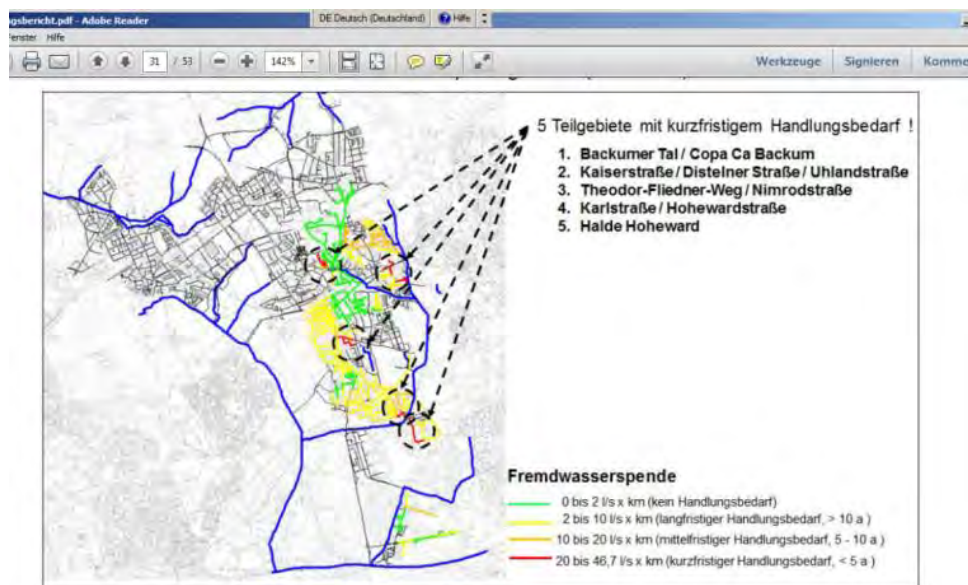 ngsbericht.pdf - Adobe Reader
DE Deutsch (Deutschland) Hilfe
Fenster Hilfe
31 / 53 142% Werkzeuge Signieren Komme
5 Teilgebiete mit kurzfristigem Handlungsbedarf !
1. Backumer Tal / Copa Ca Backum
2. Kaiserstraße / Distelner Straße / Uhlandstraße
3. Theodor-Fliedner-Weg / Nimrodstraße
4. Karlstraße / Hohewardstraße
5. Halde Hoheward
Fremdwasserspende
0 bis 2 l/s x km (kein Handlungsbedarf)
2 bis 10 l/s x km (langfristiger Handlungsbedarf, > 10 a )
10 bis 20 l/s x km (mittelfristiger Handlungsbedarf, 5 - 10 a )
20 bis 46,7 l/s x km (kurzfristiger Handlungsbedarf, < 5 a )